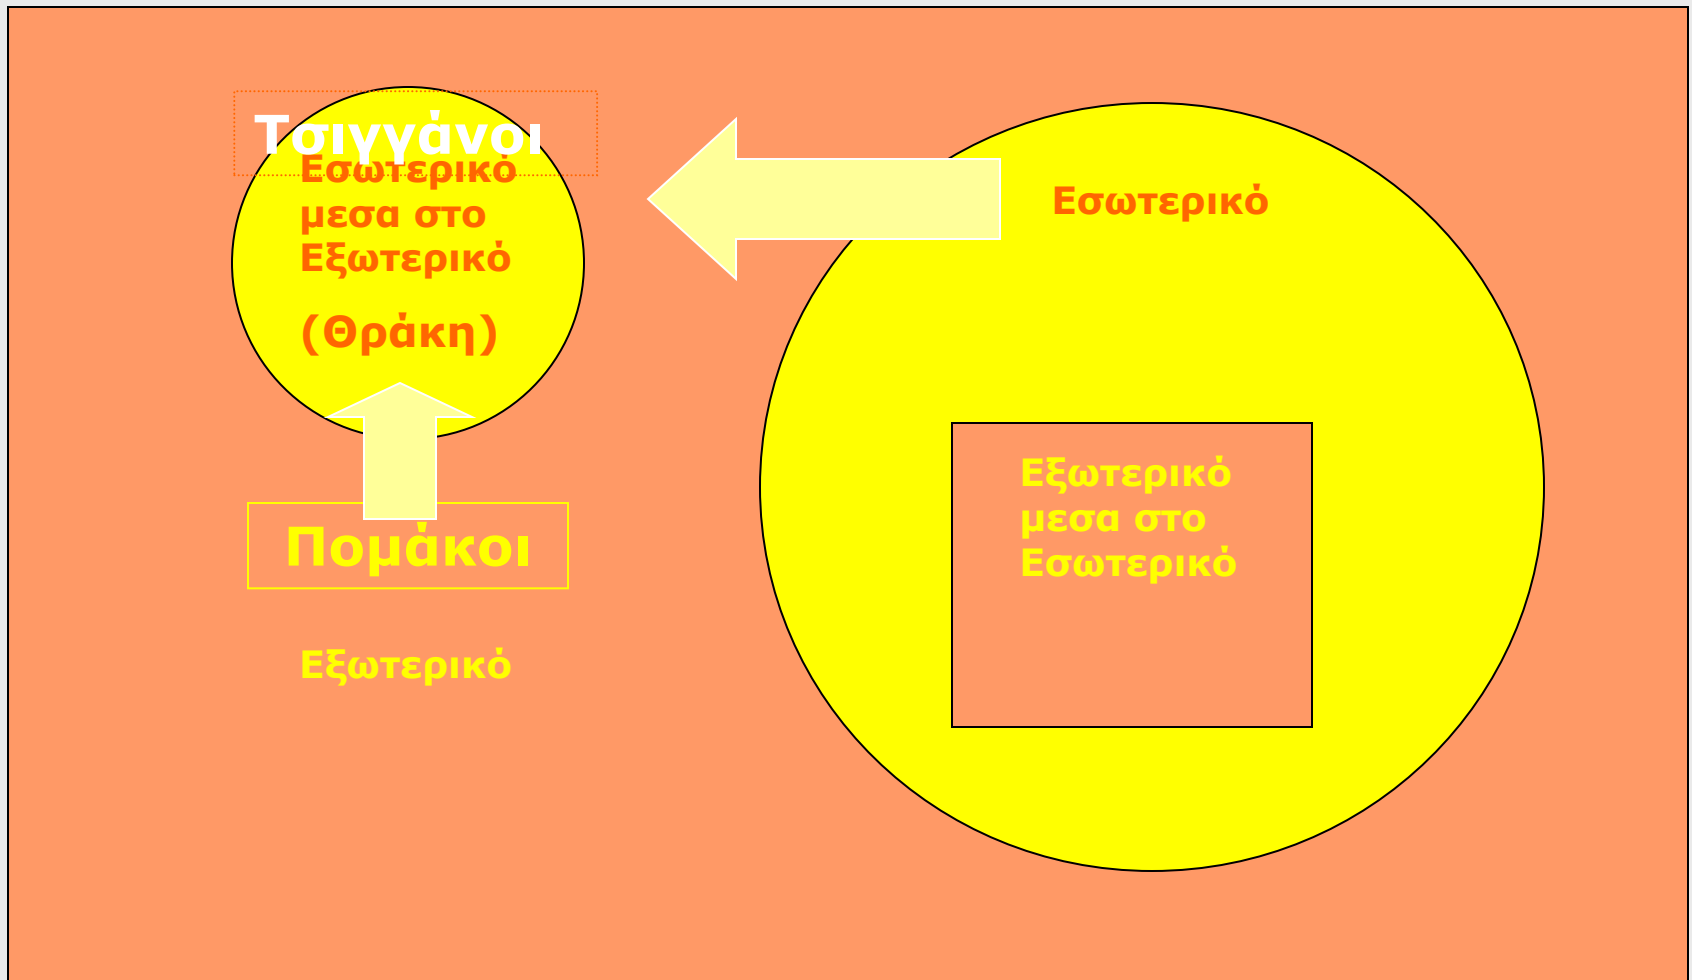 Τσιγγάνοι
Εσωτερικό
μεσα στο
Εξωτερικό
(Θράκη)
Πομάκοι
Εξωτερικό
Εσωτερικό
Εξωτερικό
μεσα στο
Εσωτερικό